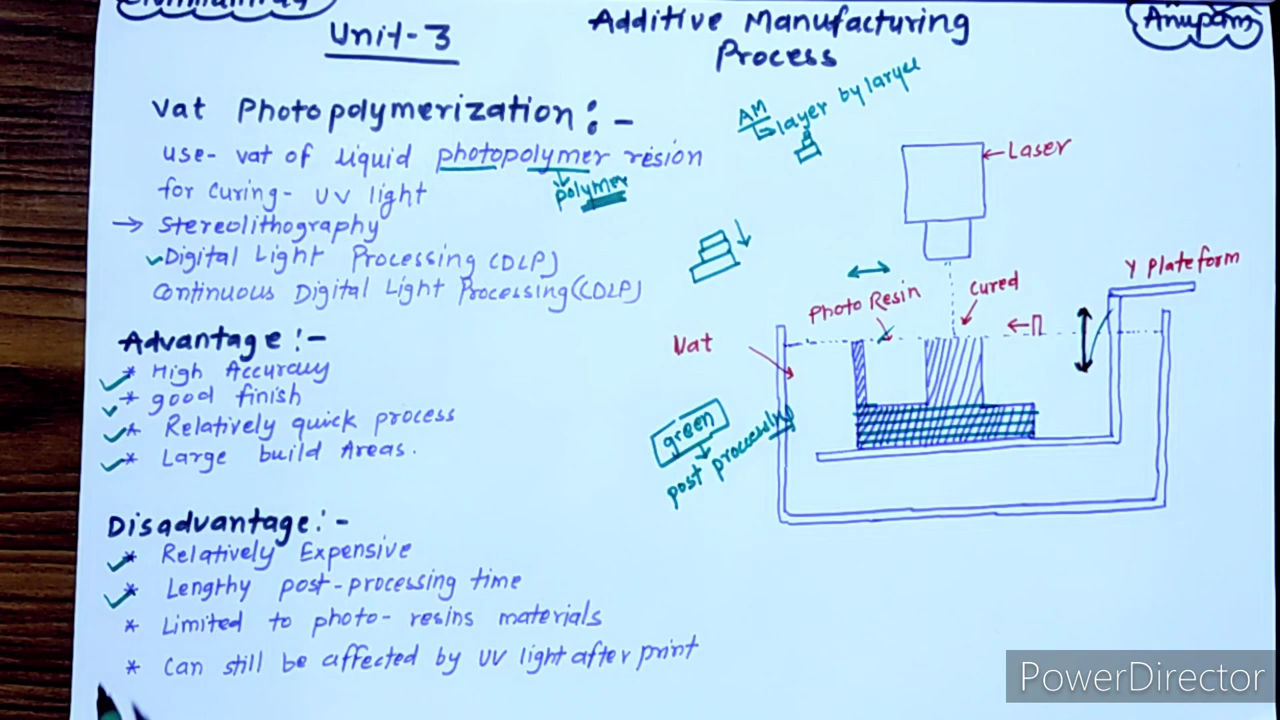 Unit-3
Additive Manufacturing
Process
Anupam
Vat Photopolymerization:-
use- vat of liquid photopolymer resion
for curing- UV light
polymer
→ Stereolithography
Digital Light Processing (DLP)
Continuous Digital Light Processing (CDLP)
AM
layer by laryer
Laser
Y plateform
Photo Resin
Cured
Vat
green
post processing
Advantage:-
* High Accuracy
* good finish
* Relatively quick process
* Large build Areas.
Disadvantage:-
* Relatively Expensive
* Lengthy post-processing time
* Limited to photo-resins materials
* Can still be affected by UV light after print
PowerDirector